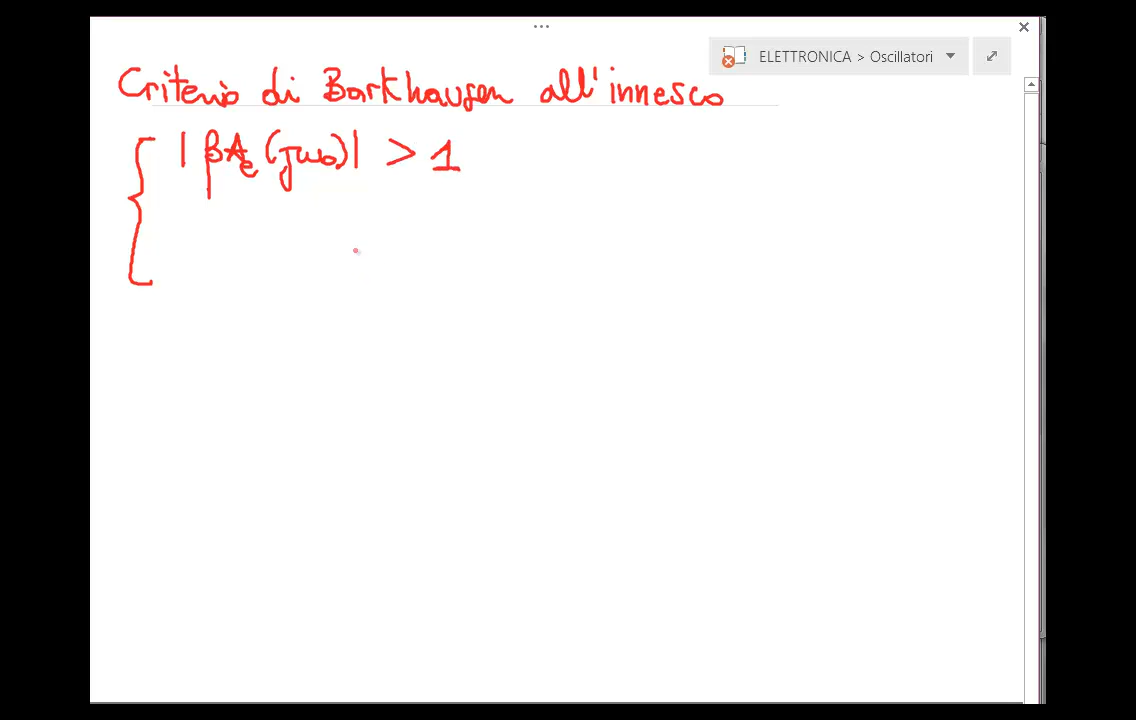 ELETTRONICA > Oscillatori
Criterio di Barkhausen all'innesco
|βAe(jω0)| > 1